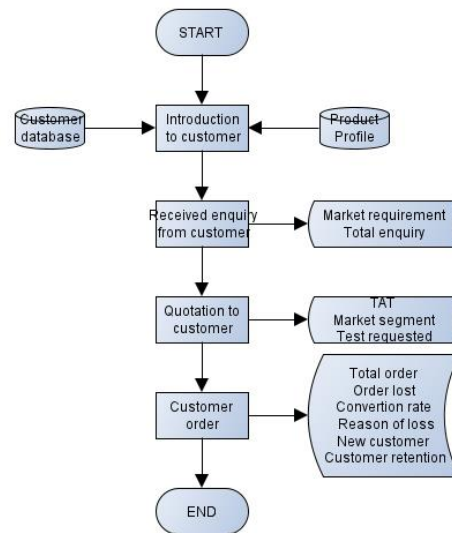 START
Customer
database
Introduction
to customer
Product
Profile
Received enquiry
from customer
Market requirement
Total enquiry
Quotation to
customer
TAT
Market segment
Test requested
Customer
order
Total order
Order lost
Convertion rate
Reason of loss
New customer
Customer retention
END